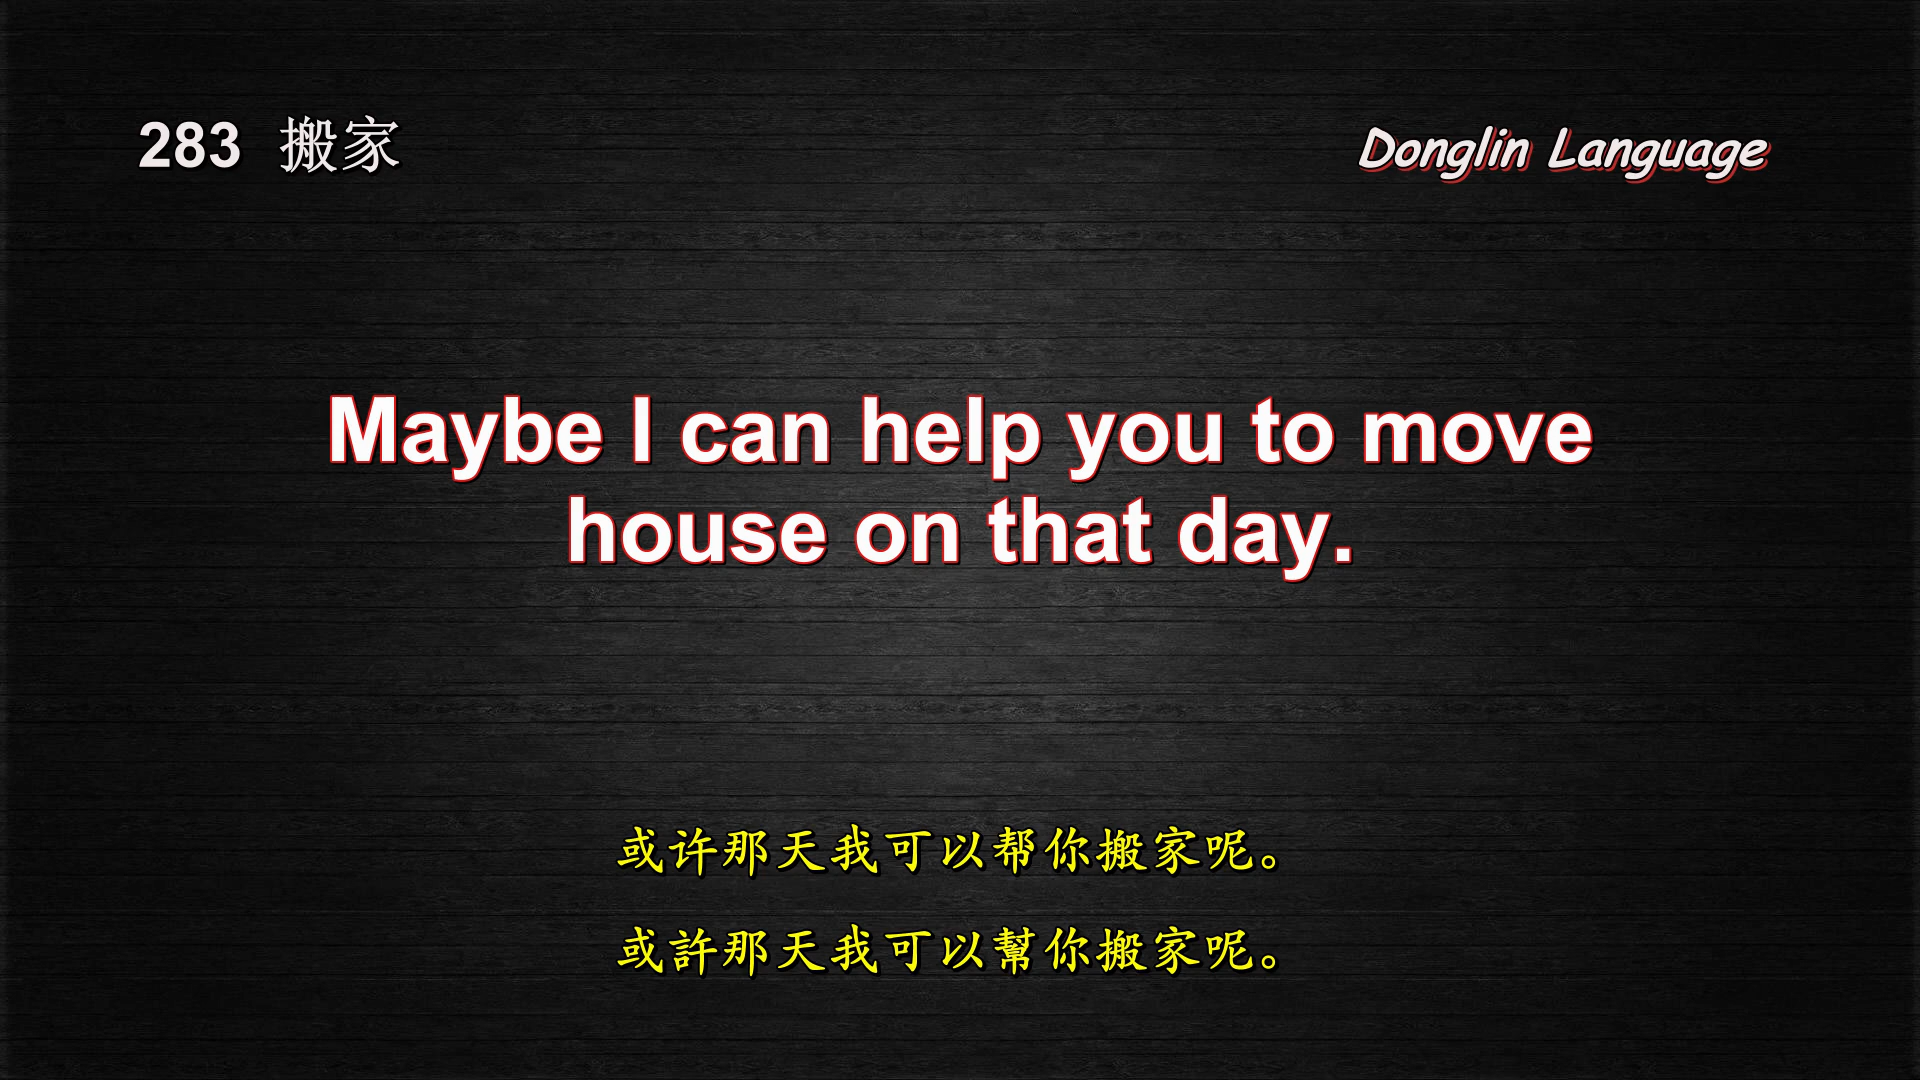 283 搬家
Donglin Language
Maybe I can help you to move
house on that day.
或许那天我可以帮你搬家呢。
或許那天我可以幫你搬家呢。